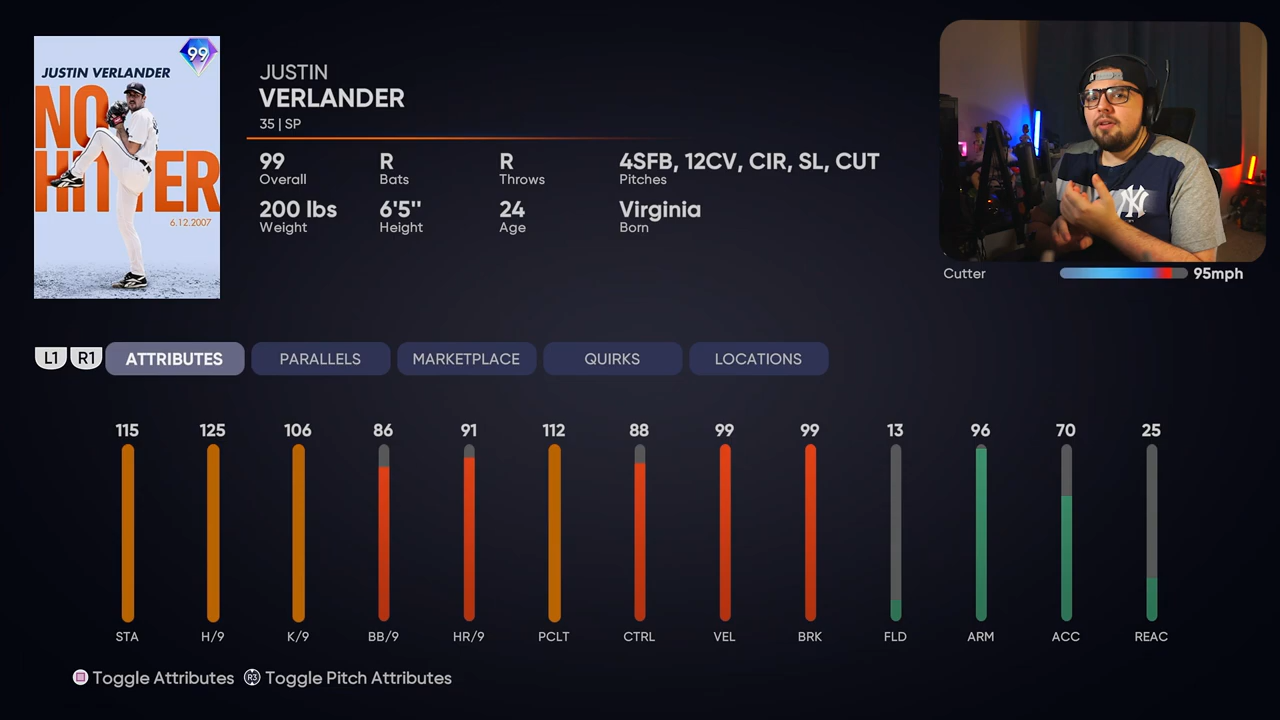 99
JUSTIN VERLANDER
NO
HITTER
6.12.2007
JUSTIN
VERLANDER
35 | SP
99 R R 4SFB, 12CV, CIR, SL, CUT
Overall Bats Throws Pitches
200 lbs 6'5'' 24 Virginia
Weight Height Age Born
NY
Cutter 95mph
L1 R1 ATTRIBUTES PARALLELS MARKETPLACE QUIRKS LOCATIONS
115 125 106 86 91 112 88 99 99 13 96 70 25
STA H/9 K/9 BB/9 HR/9 PCLT CTRL VEL BRK FLD ARM ACC REAC
Toggle Attributes R3 Toggle Pitch Attributes